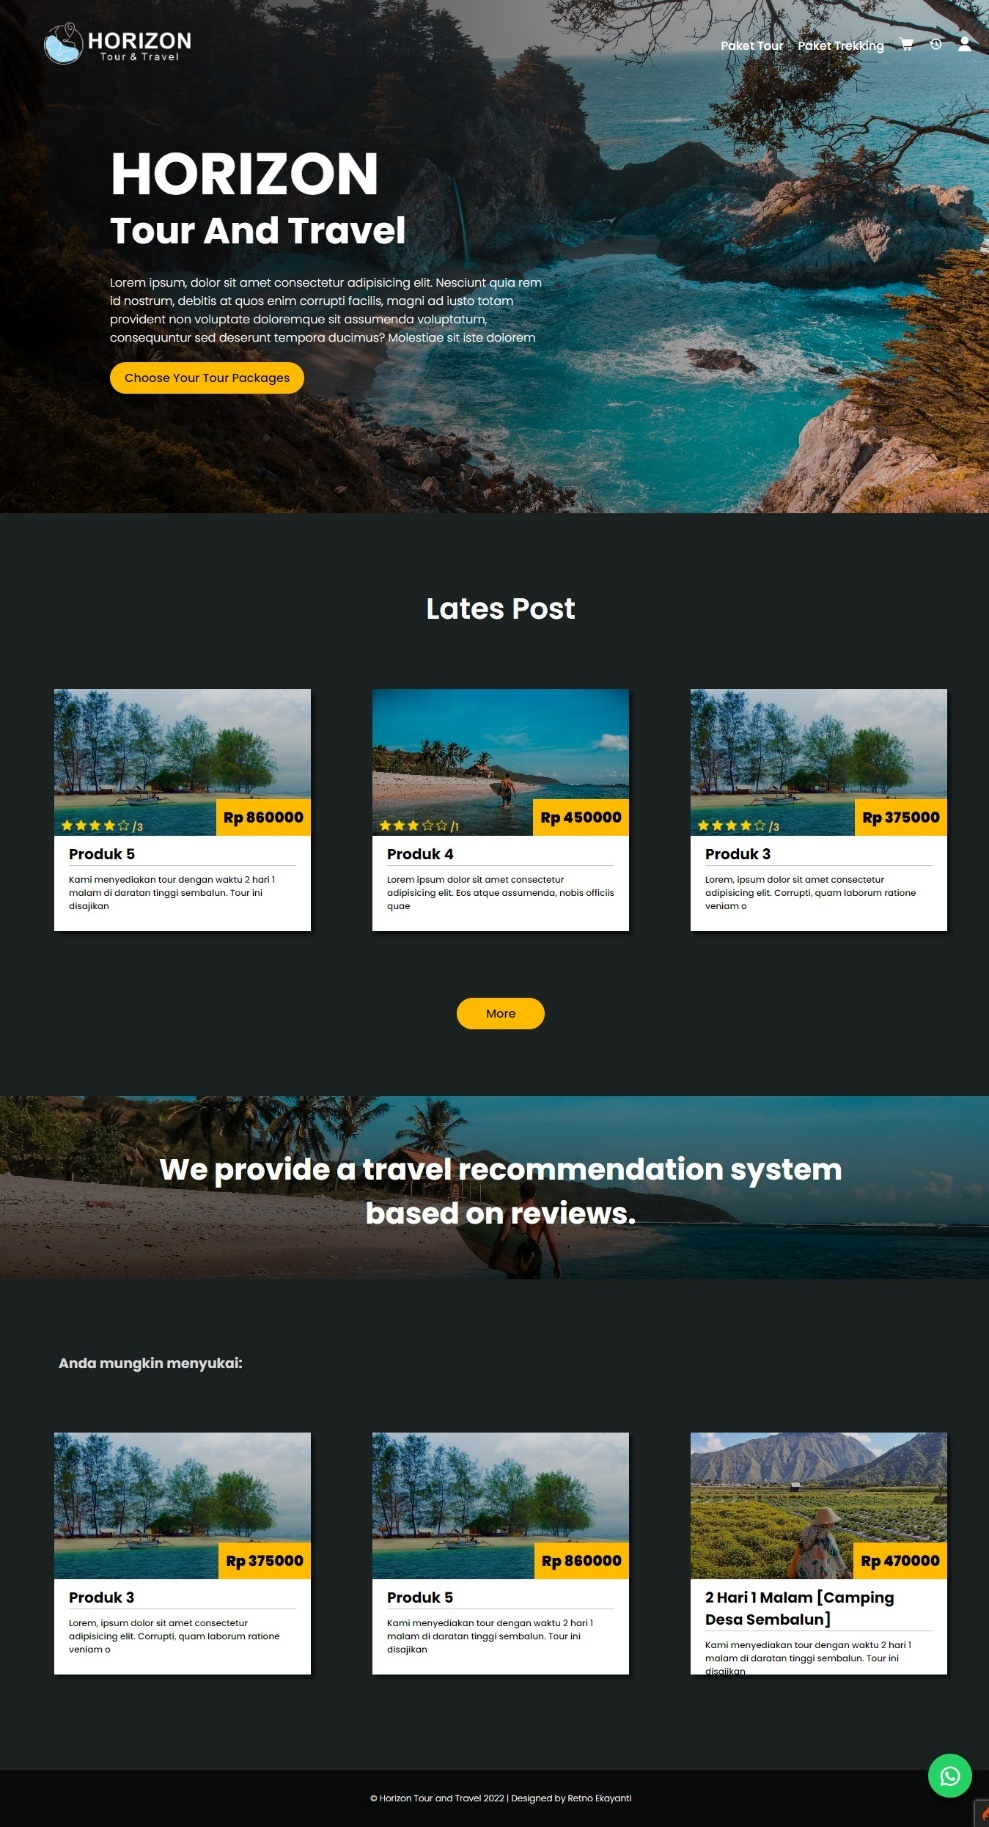 HORIZON
Tour & Travel
Paket Tour Paket Trekking
HORIZON
Tour And Travel
Lorem ipsum, dolor sit amet consectetur adipisicing elit. Nesciunt quia rem
id nostrum, debitis at quos enim corrupti facilis, magni ad iusto totam
provident non voluptate doloremque sit assumenda voluptatum,
consequuntur sed deserunt tempora ducimus? Molestiae sit iste dolorem
Choose Your Tour Packages
Lates Post
/3
Rp 860000
Produk 5
Kami menyediakan tour dengan waktu 2 hari 1
malam di daratan tinggi sembalun. Tour ini
disajikan
/1
Rp 450000
Produk 4
Lorem ipsum dolor sit amet consectetur
adipisicing elit. Eos atque assumenda, nobis officiis
quae
/3
Rp 375000
Produk 3
Lorem, ipsum dolor sit amet consectetur
adipisicing elit. Corrupti, quam laborum ratione
veniam o
More
We provide a travel recommendation system
based on reviews.
Anda mungkin menyukai:
Rp 375000
Produk 3
Lorem, ipsum dolor sit amet consectetur
adipisicing elit. Corrupti, quam laborum ratione
veniam o
Rp 860000
Produk 5
Kami menyediakan tour dengan waktu 2 hari 1
malam di daratan tinggi sembalun. Tour ini
disajikan
Rp 470000
2 Hari 1 Malam [Camping
Desa Sembalun]
Kami menyediakan tour dengan waktu 2 hari 1
malam di daratan tinggi sembalun. Tour ini
disajikan
© Horizon Tour and Travel 2022 | Designed by Retno Ekayanti